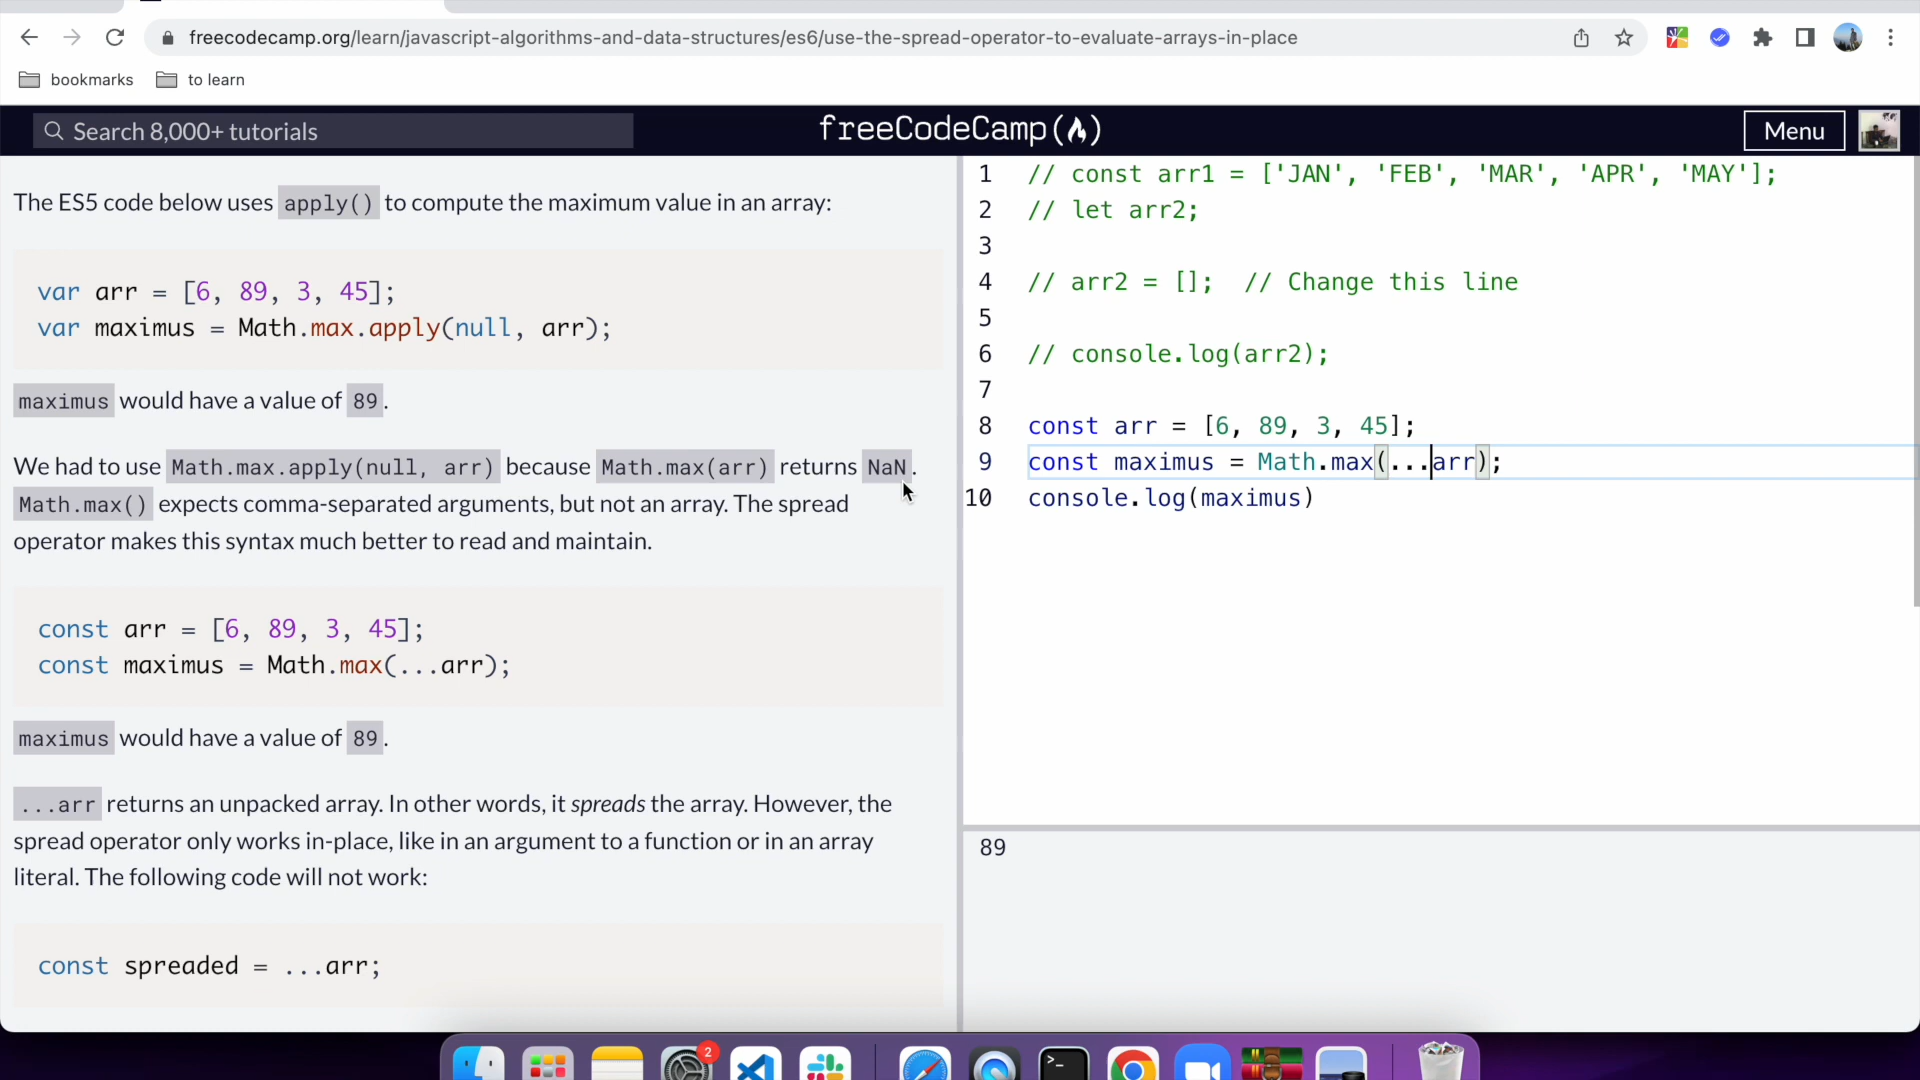 freecodecamp.org/learn/javascript-algorithms-and-data-structures/es6/use-the-spread-operator-to-evaluate-arrays-in-place
bookmarks to learn
Search 8,000+ tutorials
freeCodeCamp
Menu
The ES5 code below uses apply() to compute the maximum value in an array:
var arr = [6, 89, 3, 45];
var maximus = Math.max.apply(null, arr);
maximus would have a value of 89.
We had to use Math.max.apply(null, arr) because Math.max(arr) returns NaN.
Math.max() expects comma-separated arguments, but not an array. The spread
operator makes this syntax much better to read and maintain.
const arr = [6, 89, 3, 45];
const maximus = Math.max(...arr);
maximus would have a value of 89.
...arr returns an unpacked array. In other words, it spreads the array. However, the
spread operator only works in-place, like in an argument to a function or in an array
literal. The following code will not work:
const spreaded = ...arr;
1 // const arr1 = ['JAN', 'FEB', 'MAR', 'APR', 'MAY'];
2 // let arr2;
3
4 // arr2 = []; // Change this line
5
6 // console.log(arr2);
7
8 const arr = [6, 89, 3, 45];
9 const maximus = Math.max(...arr);
10 console.log(maximus)
89
2